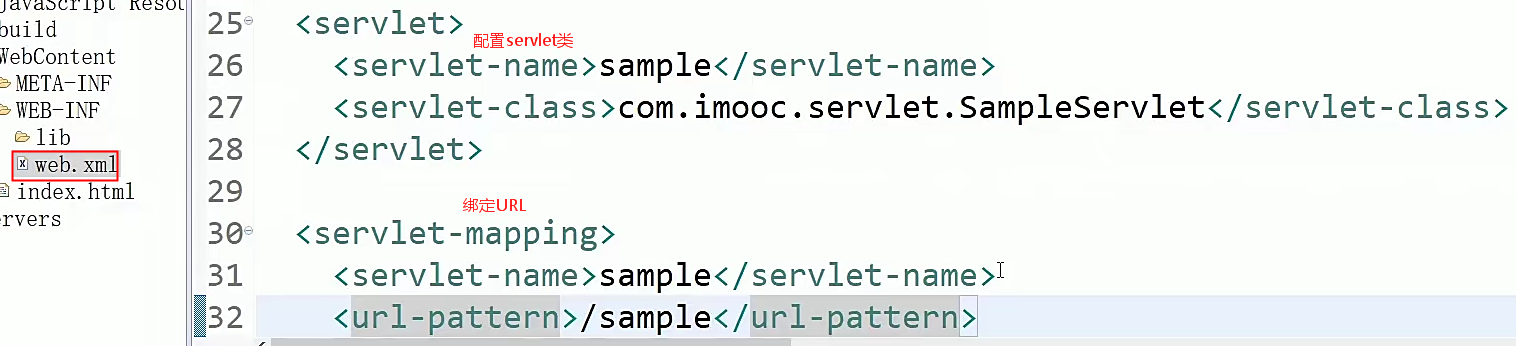 JavaScript Resou
build
WebContent
META-INF
WEB-INF
lib
web.xml
index.html
ervers
25 <servlet>
配置servlet类
26 <servlet-name>sample</servlet-name>
27 <servlet-class>com.imooc.servlet.SampleServlet</servlet-class>
28 </servlet>
29
绑定URL
30 <servlet-mapping>
31 <servlet-name>sample</servlet-name>
32 <url-pattern>/sample</url-pattern>